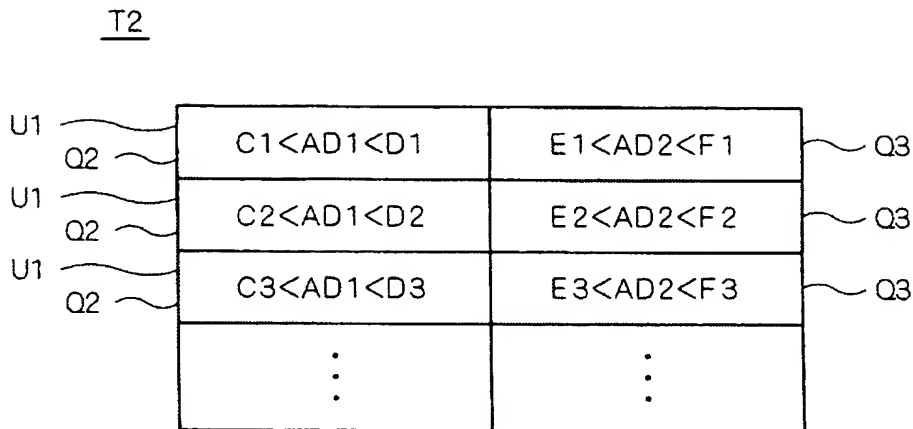 T2
U1
C1<AD1<D1 E1<AD2<F1 Q3
Q2
U1
C2<AD1<D2 E2<AD2<F2 Q3
Q2
U1
C3<AD1<D3 E3<AD2<F3 Q3
Q2